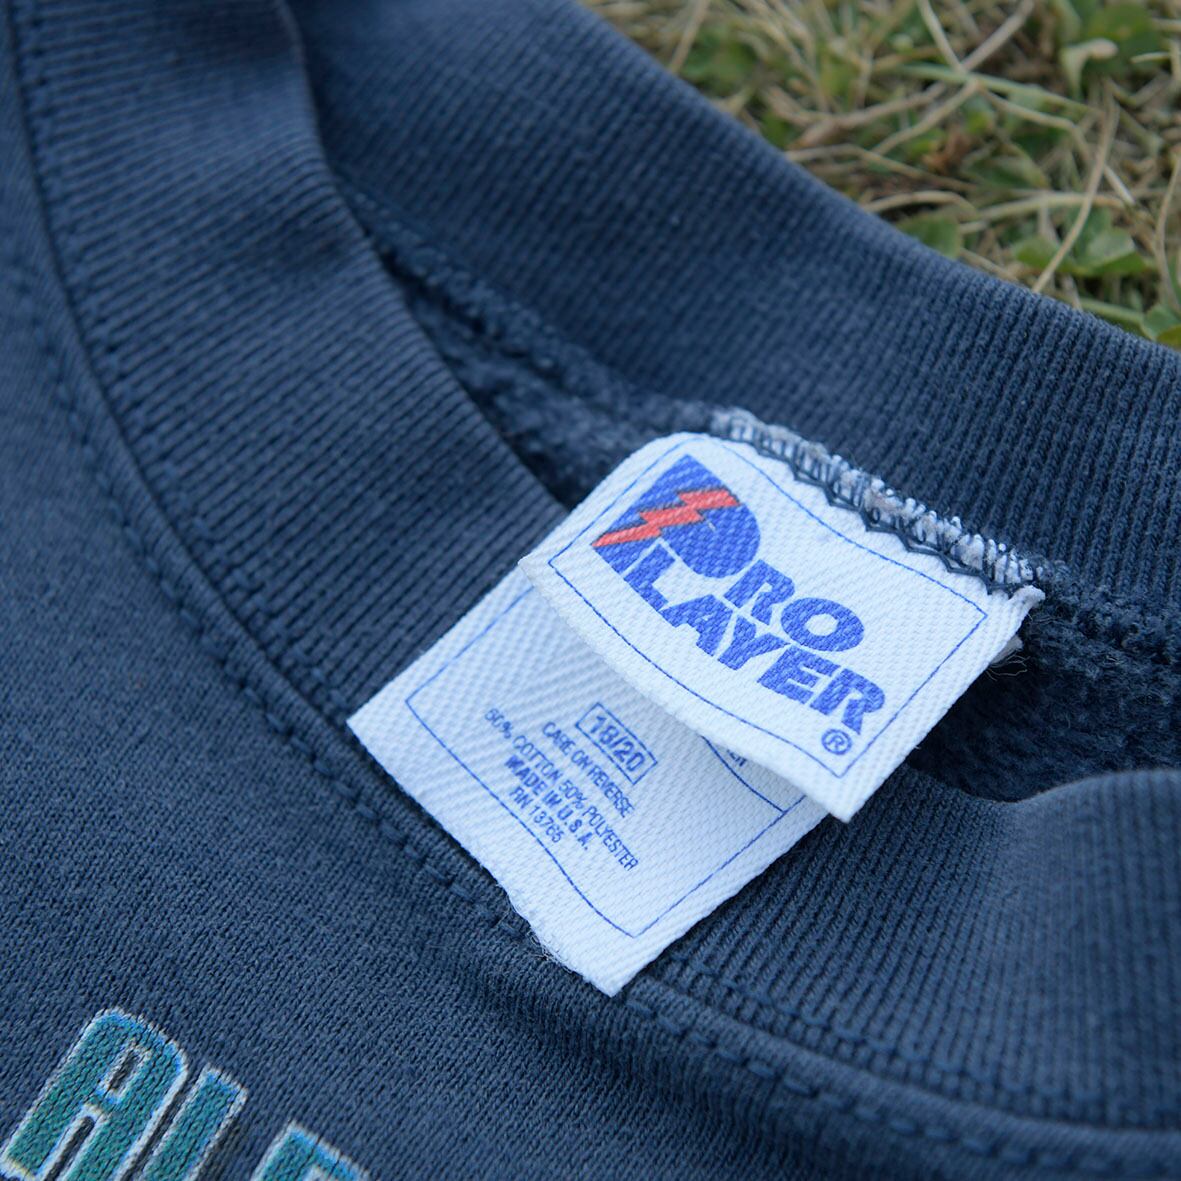 PRO
PLAYER®
18/20
CARE ON REVERSE
50% COTTON 50% POLYESTER
MADE IN U.S.A.
RN 13765